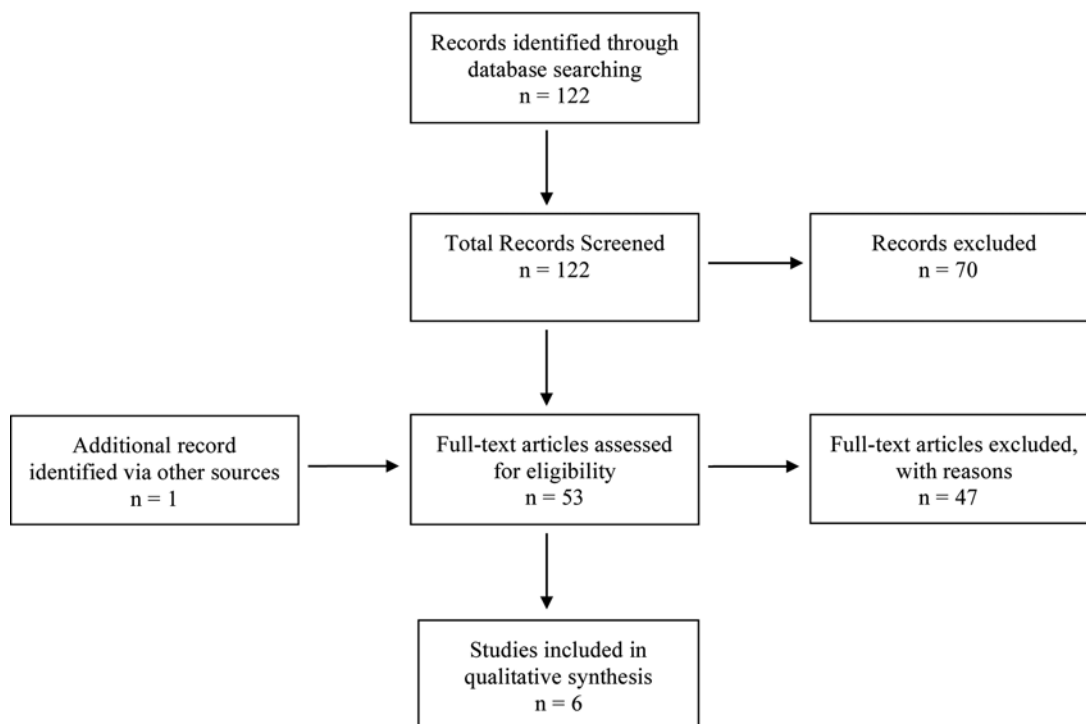 Records identified through
database searching
n = 122
Total Records Screened
n = 122
Records excluded
n = 70
Additional record
identified via other sources
n = 1
Full-text articles assessed
for eligibility
n = 53
Full-text articles excluded,
with reasons
n = 47
Studies included in
qualitative synthesis
n = 6